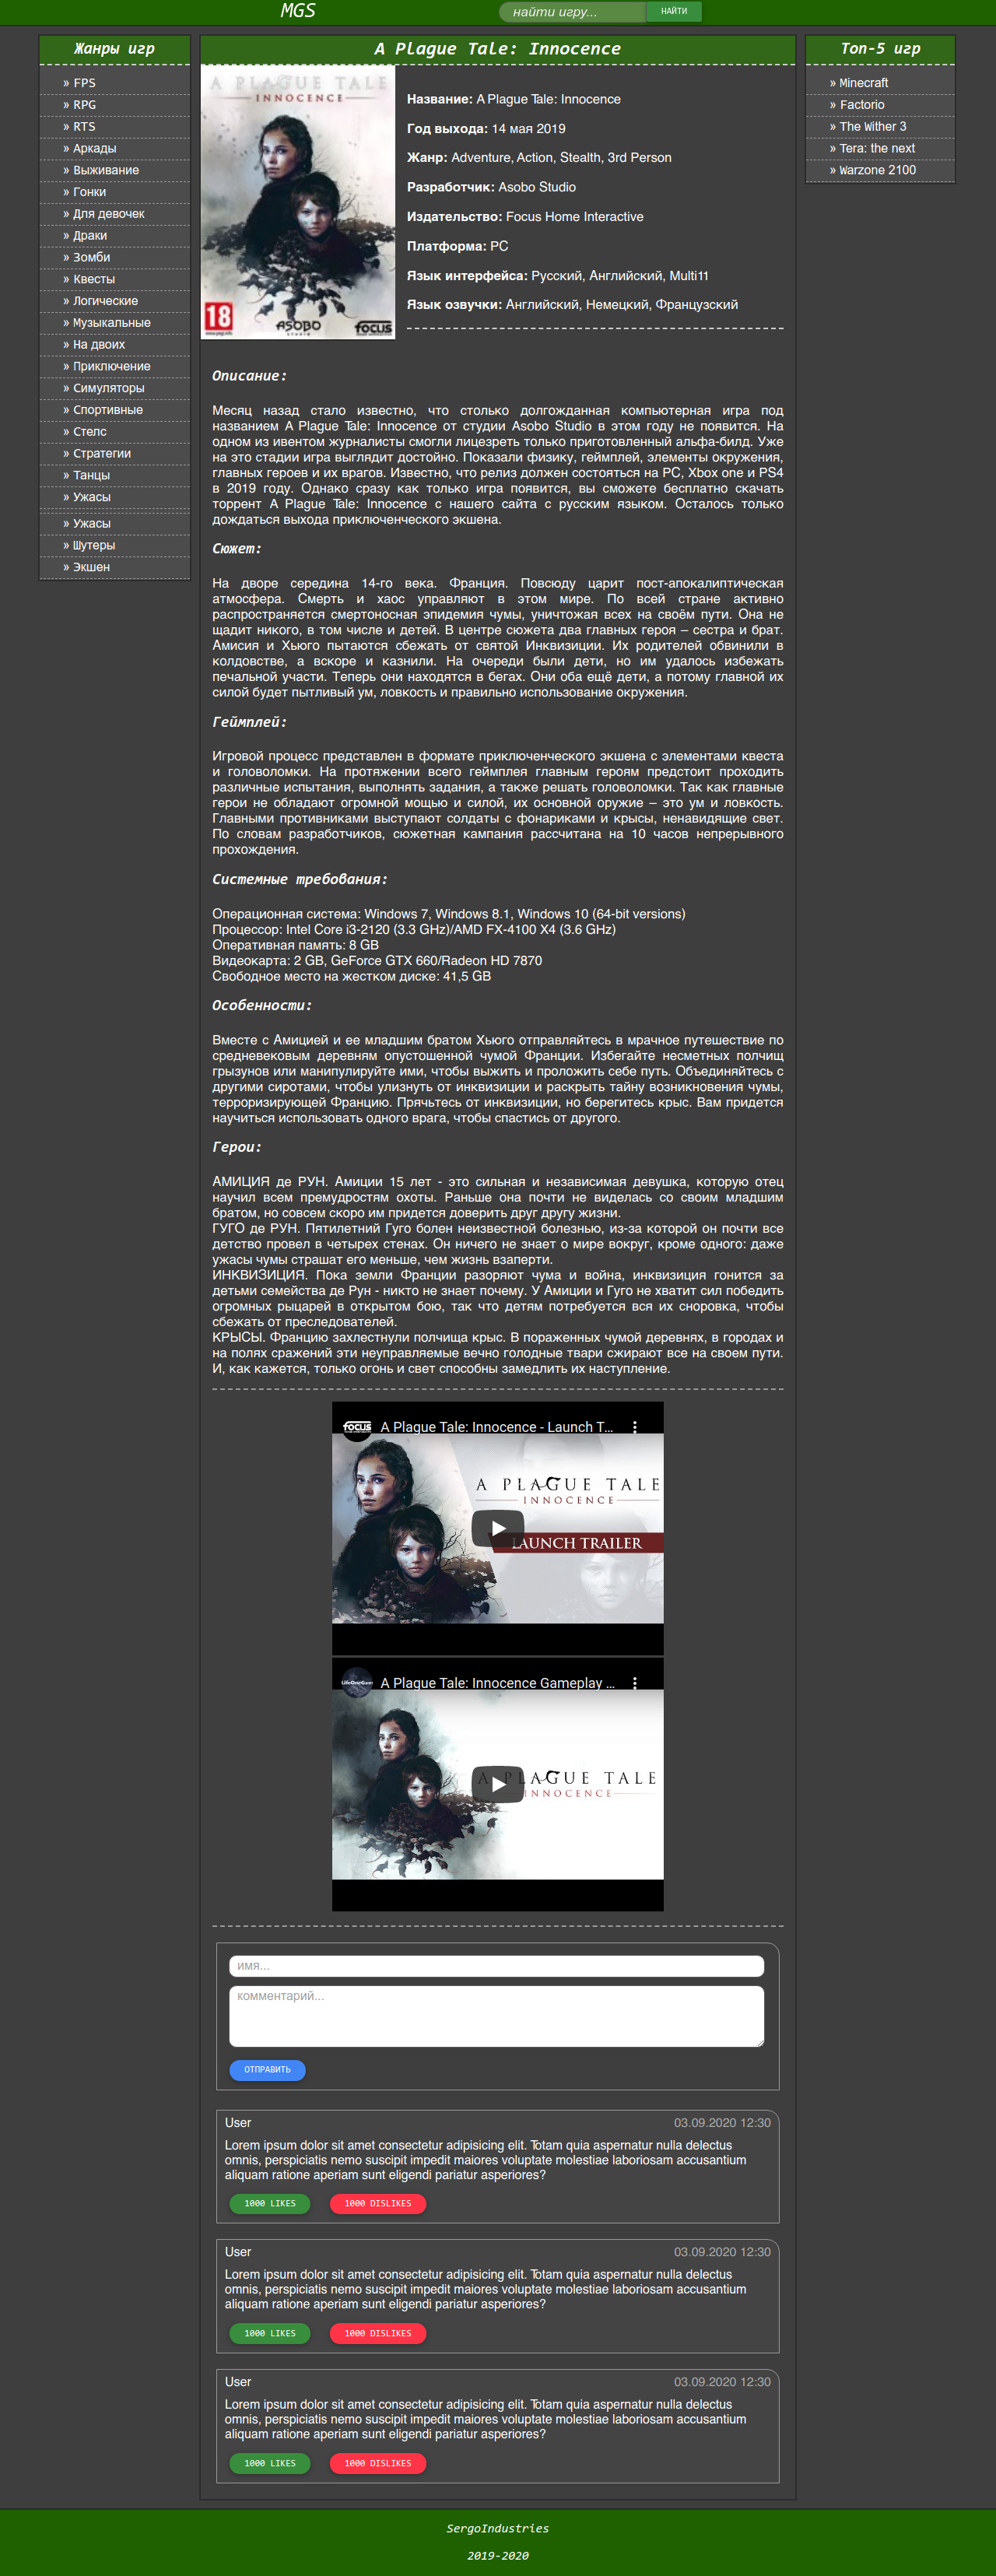 MGS
найти игру...
НАЙТИ
Жанры игр
» FPS
» RPG
» RTS
» Аркады
» Выживание
» Гонки
» Для девочек
» Драки
» Зомби
» Квесты
» Логические
» Музыкальные
» На двоих
» Приключение
» Симуляторы
» Спортивные
» Стелс
» Стратегии
» Танцы
» Ужасы
» Ужасы
» Шутеры
» Экшен
A Plague Tale: Innocence
A PLAGUE TALE
INNOCENCE
18
ASOBO
STUDIO
FOCUS
Название: A Plague Tale: Innocence
Год выхода: 14 мая 2019
Жанр: Adventure, Action, Stealth, 3rd Person
Разработчик: Asobo Studio
Издательство: Focus Home Interactive
Платформа: PC
Язык интерфейса: Русский, Английский, Multi11
Язык озвучки: Английский, Немецкий, Французский
Описание:
Месяц назад стало известно, что столько долгожданная компьютерная игра под
названием A Plague Tale: Innocence от студии Asobo Studio в этом году не появится. На
одном из ивентом журналисты смогли лицезреть только приготовленный альфа-билд. Уже
на это стадии игра выглядит достойно. Показали физику, геймплей, элементы окружения,
главных героев и их врагов. Известно, что релиз должен состояться на PC, Xbox one и PS4
в 2019 году. Однако сразу как только игра появится, вы сможете бесплатно скачать
торрент A Plague Tale: Innocence с нашего сайта с русским языком. Осталось только
дождаться выхода приключенческого экшена.
Сюжет:
На дворе середина 14-го века. Франция. Повсюду царит пост-апокалиптическая
атмосфера. Смерть и хаос управляют в этом мире. По всей стране активно
распространяется смертоносная эпидемия чумы, уничтожая всех на своём пути. Она не
щадит никого, в том числе и детей. В центре сюжета два главных героя – сестра и брат.
Амисия и Хьюго пытаются сбежать от святой Инквизиции. Их родителей обвинили в
колдовстве, а вскоре и казнили. На очереди были дети, но им удалось избежать
печальной участи. Теперь они находятся в бегах. Они оба ещё дети, а потому главной их
силой будет пытливый ум, ловкость и правильно использование окружения.
Геймплей:
Игровой процесс представлен в формате приключенческого экшена с элементами квеста
и головоломки. На протяжении всего геймплея главным героям предстоит проходить
различные испытания, выполнять задания, а также решать головоломки. Так как главные
герои не обладают огромной мощью и силой, их основной оружие – это ум и ловкость.
Главными противниками выступают солдаты с фонариками и крысы, ненавидящие свет.
По словам разработчиков, сюжетная кампания рассчитана на 10 часов непрерывного
прохождения.
Системные требования:
Операционная система: Windows 7, Windows 8.1, Windows 10 (64-bit versions)
Процессор: Intel Core i3-2120 (3.3 GHz)/AMD FX-4100 X4 (3.6 GHz)
Оперативная память: 8 GB
Видеокарта: 2 GB, GeForce GTX 660/Radeon HD 7870
Свободное место на жестком диске: 41,5 GB
Особенности:
Вместе с Амицией и ее младшим братом Хьюго отправляйтесь в мрачное путешествие по
средневековым деревням опустошенной чумой Франции. Избегайте несметных полчищ
грызунов или манипулируйте ими, чтобы выжить и проложить себе путь. Объединяйтесь с
другими сиротами, чтобы улизнуть от инквизиции и раскрыть тайну возникновения чумы,
терроризирующей Францию. Прячьтесь от инквизиции, но берегитесь крыс. Вам придется
научиться использовать одного врага, чтобы спастись от другого.
Герои:
АМИЦИЯ де РУН. Амиции 15 лет - это сильная и независимая девушка, которую отец
научил всем премудростям охоты. Раньше она почти не виделась со своим младшим
братом, но совсем скоро им придется доверить друг другу жизни.
ГУГО де РУН. Пятилетний Гуго болен неизвестной болезнью, из-за которой он почти все
детство провел в четырех стенах. Он ничего не знает о мире вокруг, кроме одного: даже
ужасы чумы страшат его меньше, чем жизнь взаперти.
ИНКВИЗИЦИЯ. Пока земли Франции разоряют чума и война, инквизиция гонится за
детьми семейства де Рун - никто не знает почему. У Амиции и Гуго не хватит сил победить
огромных рыцарей в открытом бою, так что детям потребуется вся их сноровка, чтобы
сбежать от преследователей.
КРЫСЫ. Францию захлестнули полчища крыс. В пораженных чумой деревнях, в городах и
на полях сражений эти неуправляемые вечно голодные твари сжирают все на своем пути.
И, как кажется, только огонь и свет способны замедлить их наступление.
FOCUS
A Plague Tale: Innocence - Launch T...
A PLAGUE TALE
INNOCENCE
LAUNCH TRAILER
A Plague Tale: Innocence Gameplay ...
A PLAGUE TALE
INNOCENCE
имя...
комментарий...
ОТПРАВИТЬ
User
03.09.2020 12:30
Lorem ipsum dolor sit amet consectetur adipisicing elit. Totam quia aspernatur nulla delectus
omnis, perspiciatis nemo suscipit impedit maiores voluptate molestiae laboriosam accusantium
aliquam ratione aperiam sunt eligendi pariatur asperiores?
1000 LIKES
1000 DISLIKES
User
03.09.2020 12:30
Lorem ipsum dolor sit amet consectetur adipisicing elit. Totam quia aspernatur nulla delectus
omnis, perspiciatis nemo suscipit impedit maiores voluptate molestiae laboriosam accusantium
aliquam ratione aperiam sunt eligendi pariatur asperiores?
1000 LIKES
1000 DISLIKES
User
03.09.2020 12:30
Lorem ipsum dolor sit amet consectetur adipisicing elit. Totam quia aspernatur nulla delectus
omnis, perspiciatis nemo suscipit impedit maiores voluptate molestiae laboriosam accusantium
aliquam ratione aperiam sunt eligendi pariatur asperiores?
1000 LIKES
1000 DISLIKES
Топ-5 игр
» Minecraft
» Factorio
» The Wither 3
» Tera: the next
» Warzone 2100
SergoIndustries
2019-2020